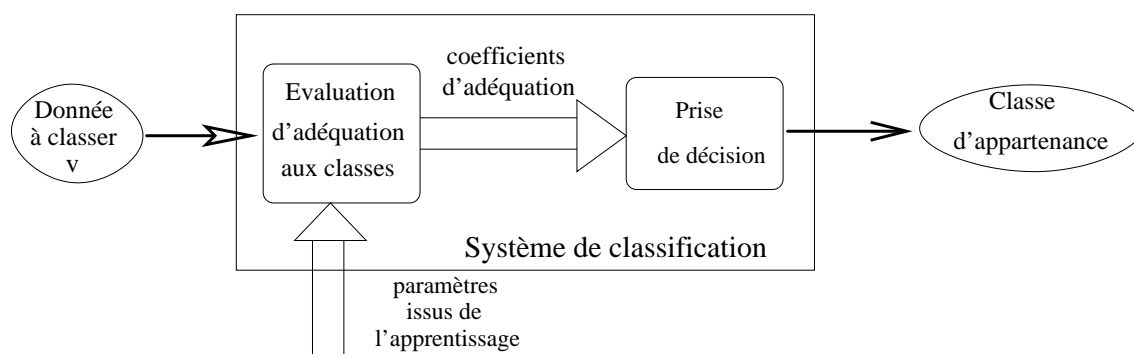 Donnée
à classer
v
Evaluation
d'adéquation
aux classes
coefficients
d'adéquation
Prise
de décision
Classe
d'appartenance
Système de classification
paramètres
issus de
l'apprentissage